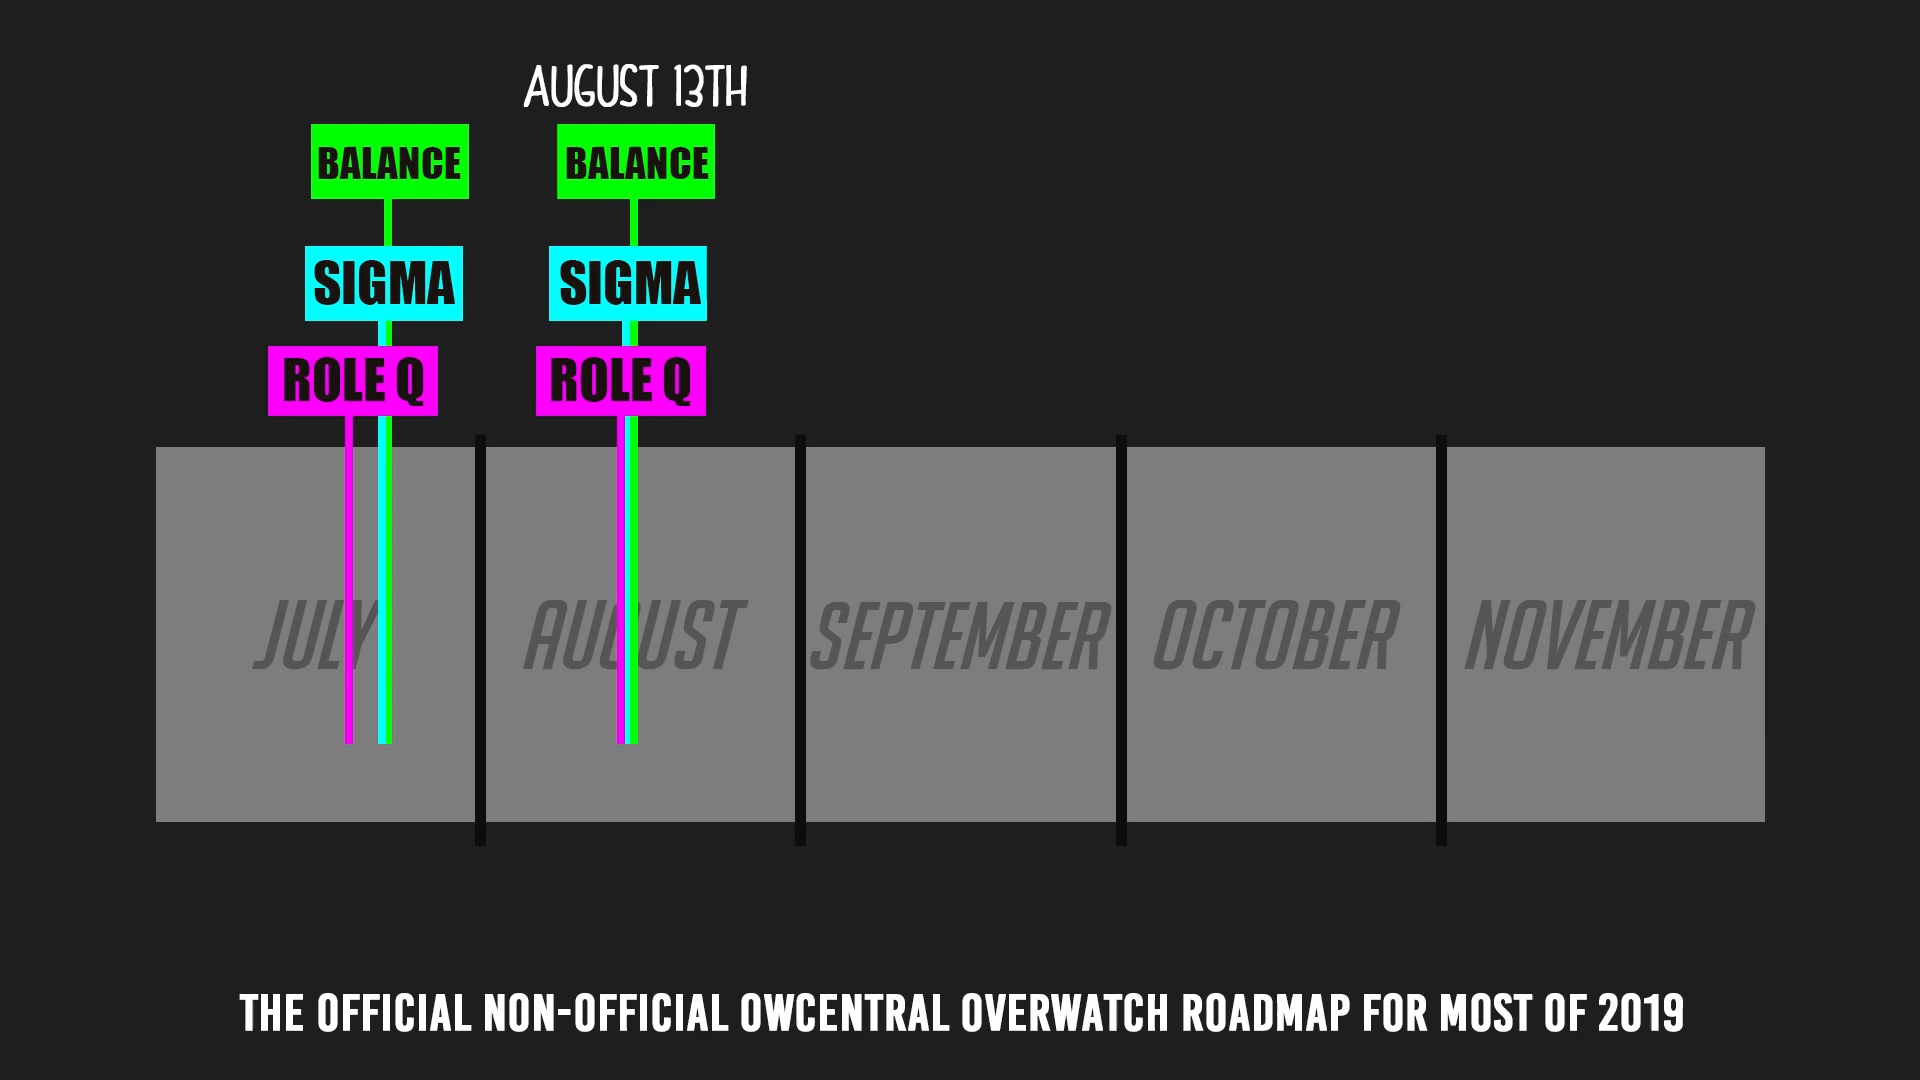 AUGUST 13TH
BALANCE BALANCE
SIGMA SIGMA
ROLE Q ROLE Q
JULY AUGUST SEPTEMBER OCTOBER NOVEMBER
THE OFFICIAL NON-OFFICIAL OWCENTRAL OVERWATCH ROADMAP FOR MOST OF 2019